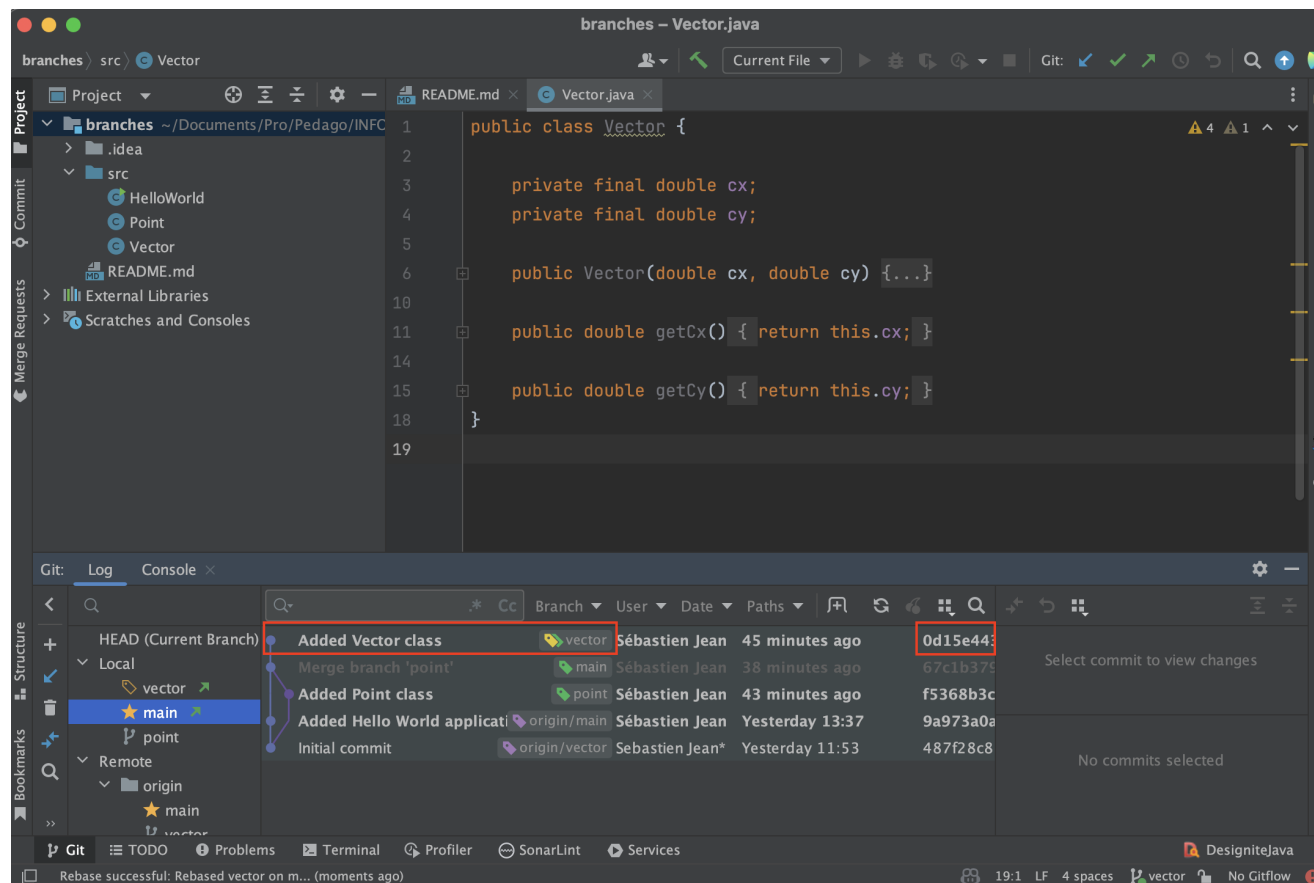 branches – Vector.java
branches src Vector Current File Git:
Project
Commit
Merge Requests
Structure
Bookmarks
Project
branches ~/Documents/Pro/Pedago/INFO
.idea
src
HelloWorld
Point
Vector
README.md
External Libraries
Scratches and Consoles
README.md Vector.java
4 1
1 public class Vector {
2
3 private final double cx;
4 private final double cy;
5
6 public Vector(double cx, double cy) {...}
10
11 public double getCx() { return this.cx; }
14
15 public double getCy() { return this.cy; }
18 }
19
Git: Log Console
HEAD (Current Branch)
Local
vector
main
point
Remote
origin
main
vector
.* Cc Branch User Date Paths
Added Vector class vector Sébastien Jean 45 minutes ago 0d15e443
Merge branch 'point' main Sébastien Jean 38 minutes ago 67c1b379
Added Point class point Sébastien Jean 43 minutes ago f5368b3c
Added Hello World applicati origin/main Sébastien Jean Yesterday 13:37 9a973a0a
Initial commit origin/vector Sebastien Jean* Yesterday 11:53 487f28c8
Select commit to view changes
No commits selected
Git TODO Problems Terminal Profiler SonarLint Services DesigniteJava
Rebase successful: Rebased vector on m... (moments ago) 19:1 LF 4 spaces vector No Gitflow